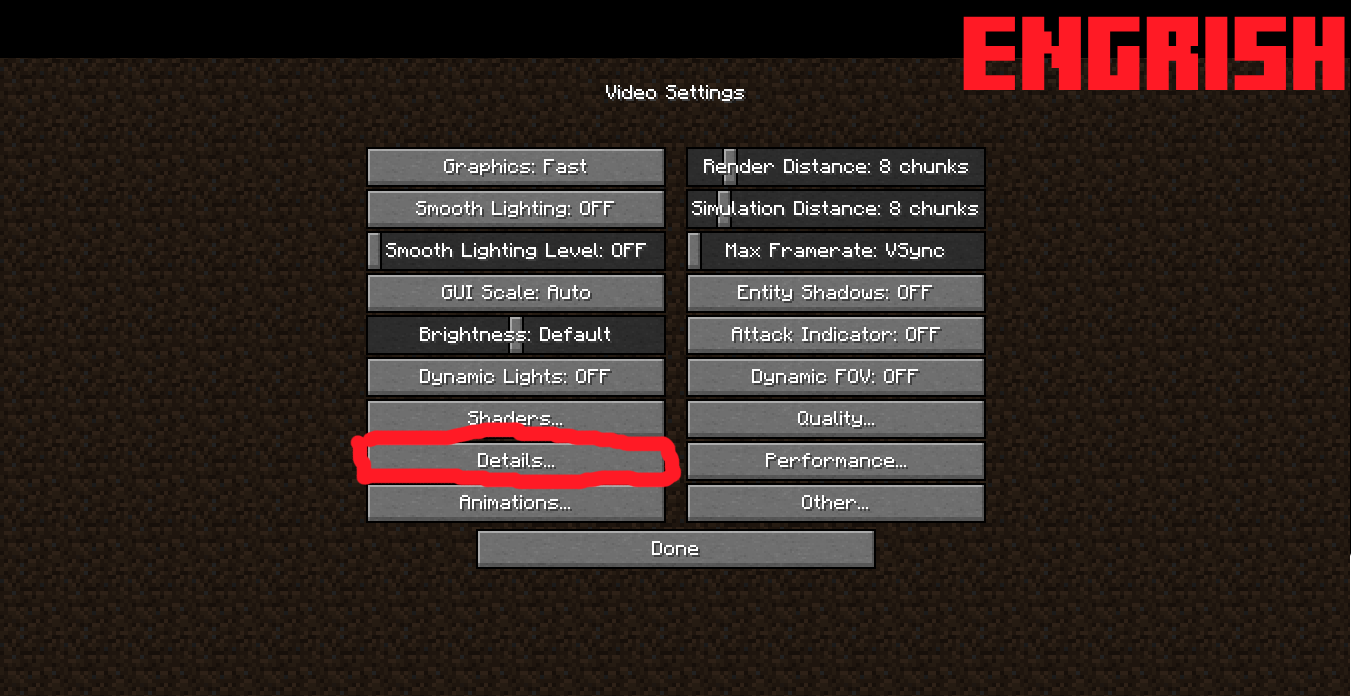 ENGRISH
Video Settings
Graphics: Fast
Render Distance: 8 chunks
Smooth Lighting: OFF
Simulation Distance: 8 chunks
Smooth Lighting Level: OFF
Max Framerate: VSync
GUI Scale: Auto
Entity Shadows: OFF
Brightness: Default
Attack Indicator: OFF
Dynamic Lights: OFF
Dynamic FOV: OFF
Shaders...
Quality...
Details...
Performance...
Animations...
Other...
Done